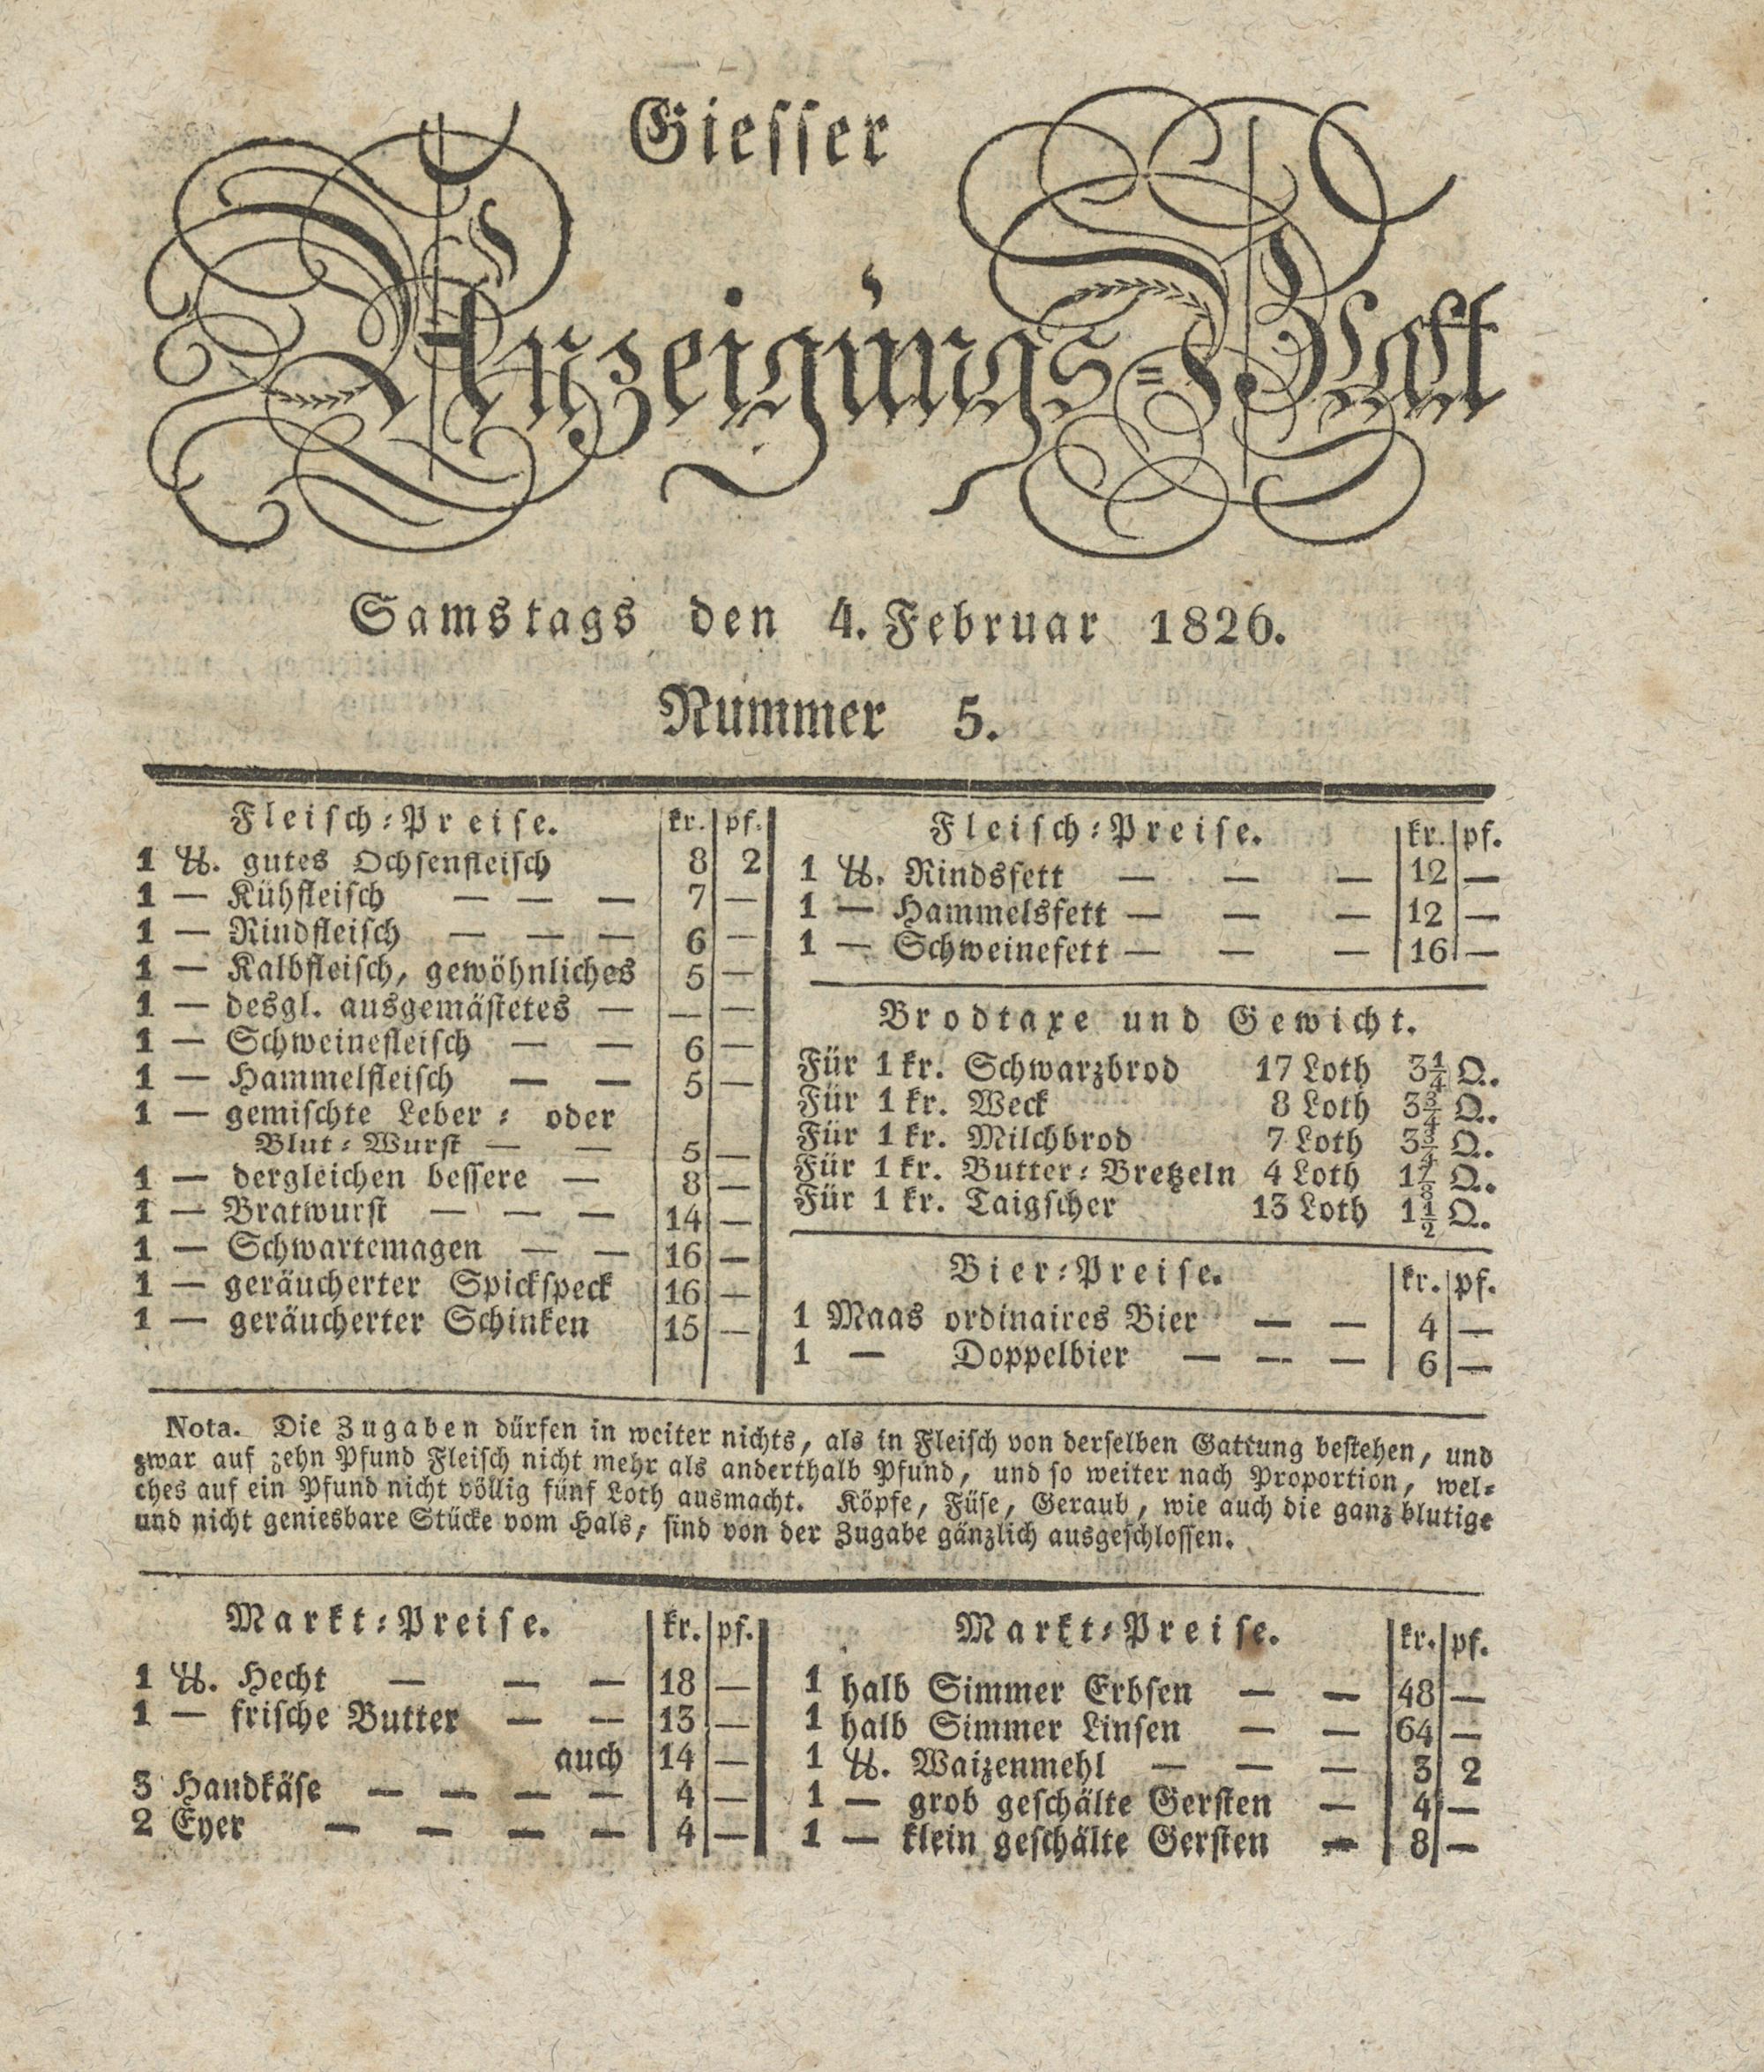 Giesser
Anzeigungs=Blatt
Samstags den 4. Februar 1826.
Nummer 5.
Fleisch=Preise. kr. pf.
1 ℔. gutes Ochsenfleisch 8 2
1 — Kühfleisch — — — 7 —
1 — Rindfleisch — — — 6 —
1 — Kalbfleisch, gewöhnliches 5 —
1 — desgl. ausgemästetes — — —
1 — Schweinefleisch — — 6 —
1 — Hammelfleisch — — 5 —
1 — gemischte Leber= oder
Blut=Wurst — — 5 —
1 — dergleichen bessere — 8 —
1 — Bratwurst — — — 14 —
1 — Schwartemagen — — 16 —
1 — geräucherter Spickspeck 16 —
1 — geräucherter Schinken 15 —
Fleisch=Preise. kr. pf.
1 ℔. Rindsfett — — — 12 —
1 — Hammelsfett — — — 12 —
1 — Schweinefett — — — 16 —
Brodtaxe und Gewicht.
Für 1 kr. Schwarzbrod 17 Loth 3¼ Q.
Für 1 kr. Weck 8 Loth 3¾ Q.
Für 1 kr. Milchbrod 7 Loth 3¾ Q.
Für 1 kr. Butter=Bretzeln 4 Loth 1⅞ Q.
Für 1 kr. Taigscher 13 Loth 1½ Q.
Bier=Preise. kr. pf.
1 Maas ordinaires Bier — — 4 —
1 — Doppelbier — — — 6 —
Nota. Die Zugaben dürfen in weiter nichts, als in Fleisch von derselben Gattung bestehen, und
zwar auf zehn Pfund Fleisch nicht mehr als anderthalb Pfund, und so weiter nach Proportion, wel=
ches auf ein Pfund nicht völlig fünf Loth ausmacht. Köpfe, Füse, Geraub, wie auch die ganz blutige
und nicht geniesbare Stücke vom Hals, sind von der Zugabe gänzlich ausgeschlossen.
Markt=Preise. kr. pf.
1 ℔. Hecht — — — 18 —
1 — frische Butter — — 13 —
auch 14 —
3 Handkäse — — — — 4 —
2 Eyer — — — — 4 —
Markt=Preise. kr. pf.
1 halb Simmer Erbsen — — 48 —
1 halb Simmer Linsen — — 64 —
1 ℔. Waizenmehl — — — 3 2
1 — grob geschälte Gersten — 4 —
1 — klein geschälte Gersten — 8 —